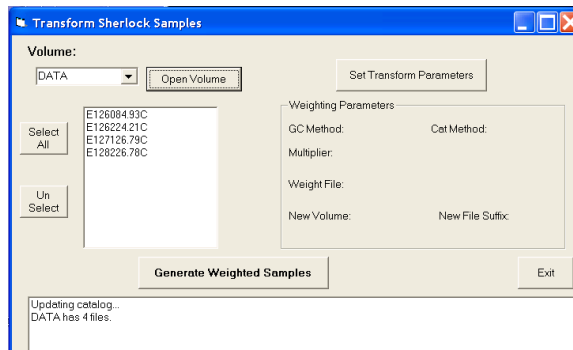 Transform Sherlock Samples
Volume:
DATA
Open Volume
Set Transform Parameters
Select
All
Un
Select
E126084.93C
E126224.21C
E127126.79C
E128226.78C
Weighting Parameters
GC Method:
Cat Method:
Multiplier:
Weight File:
New Volume:
New File Suffix:
Generate Weighted Samples
Exit
Updating catalog...
DATA has 4 files.